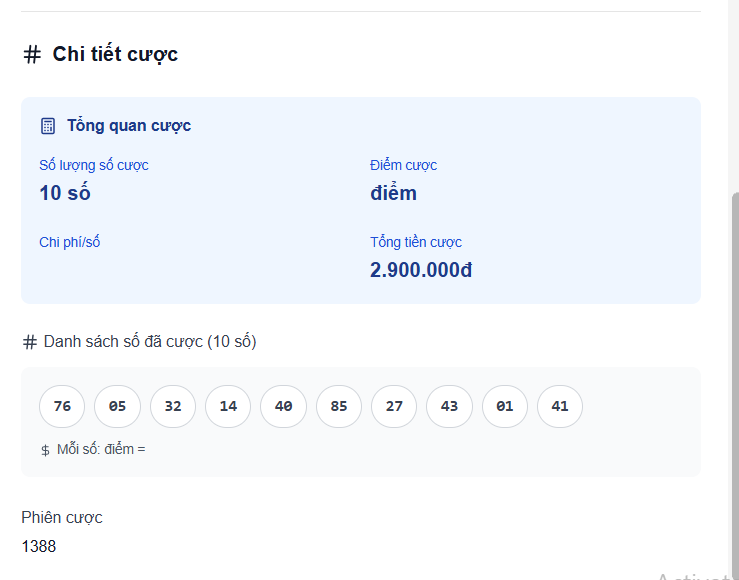 # Chi tiết cược
Tổng quan cược
Số lượng số cược
Điểm cược
10 số
điểm
Chi phí/số
Tổng tiền cược
2.900.000đ
# Danh sách số đã cược (10 số)
76 05 32 14 40 85 27 43 01 41
$ Mỗi số: điểm =
Phiên cược
1388